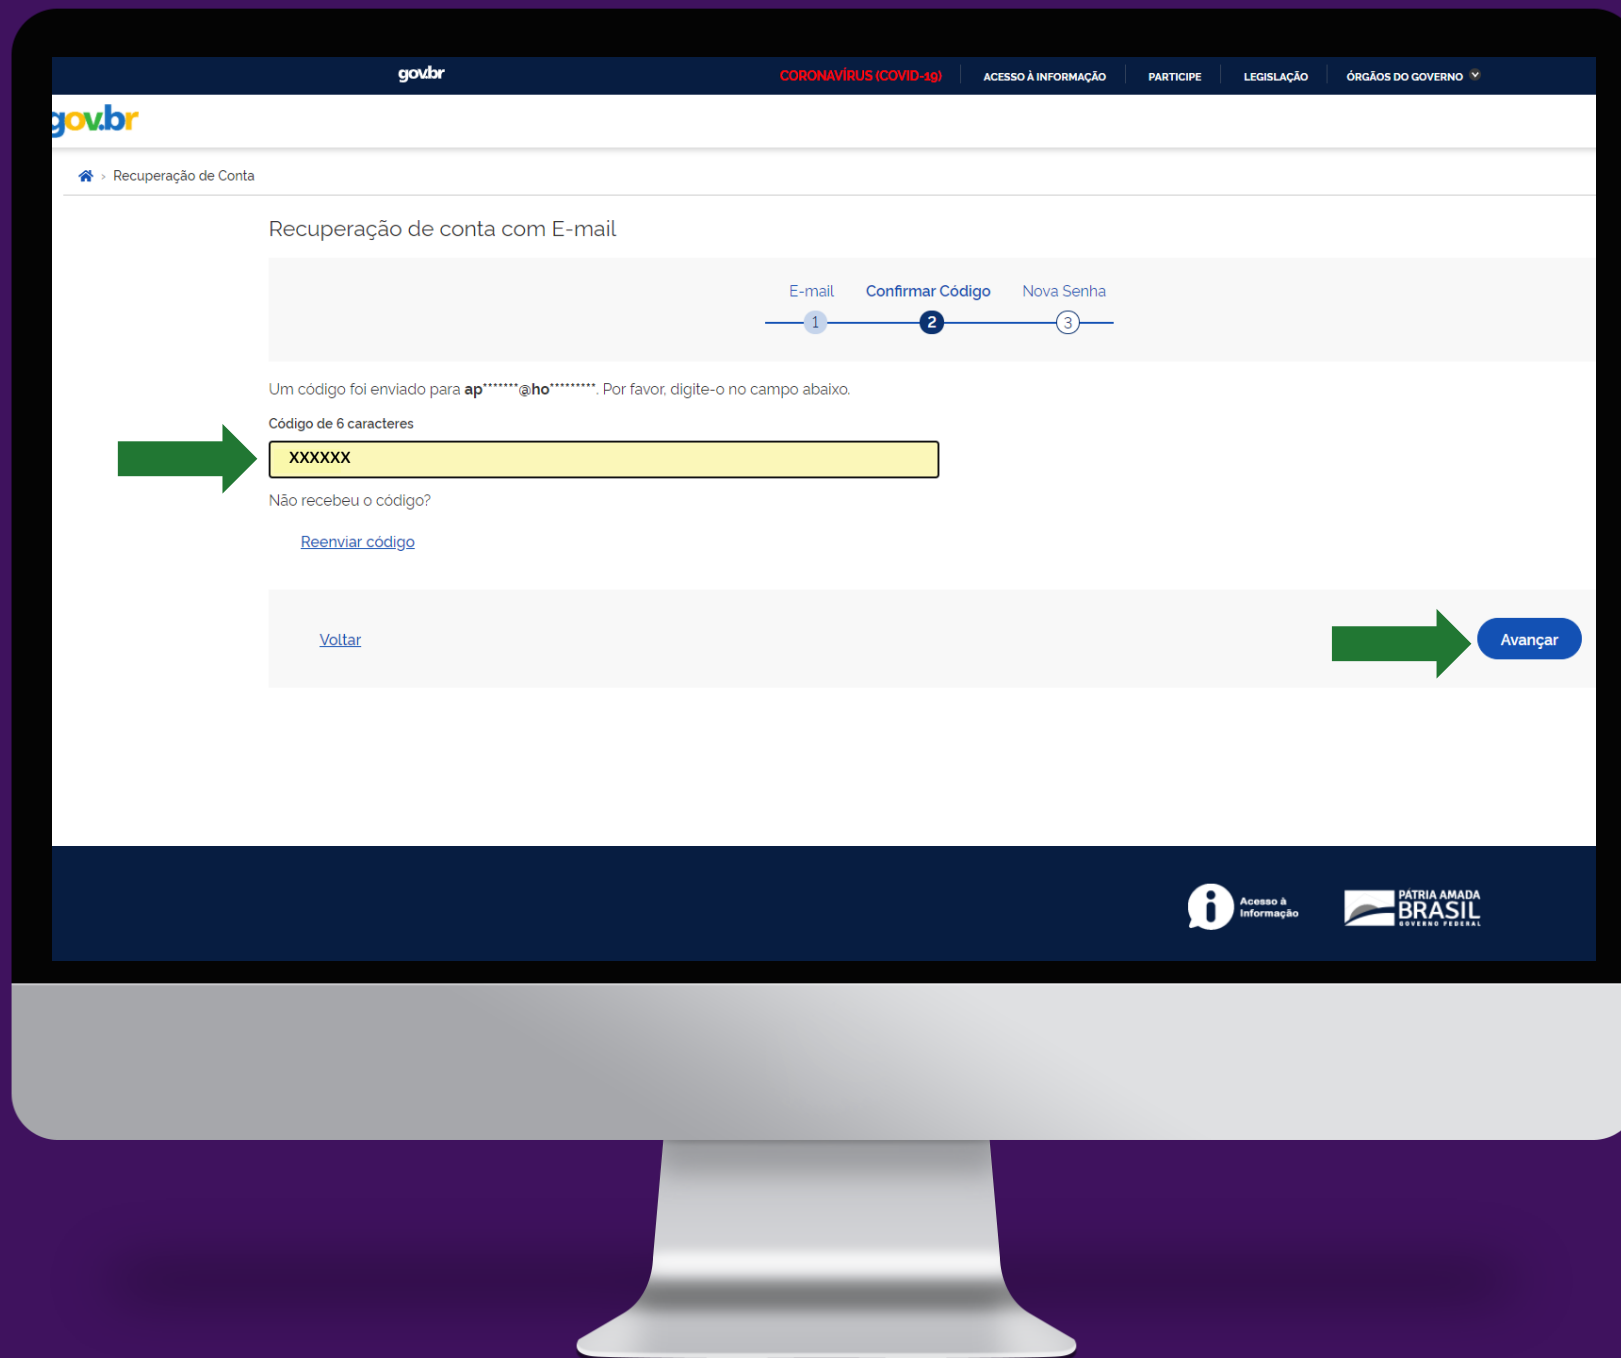 gov.br
CORONAVÍRUS (COVID-19)
ACESSO À INFORMAÇÃO
PARTICIPE
LEGISLAÇÃO
ÓRGÃOS DO GOVERNO
gov.br
Recuperação de Conta
Recuperação de conta com E-mail
E-mail
Confirmar Código
Nova Senha
1
2
3
Um código foi enviado para ap*******@ho*********. Por favor, digite-o no campo abaixo.
Código de 6 caracteres
XXXXXX
Não recebeu o código?
Reenviar código
Voltar
Avançar
Acesso à
Informação
PÁTRIA AMADA
BRASIL
GOVERNO FEDERAL